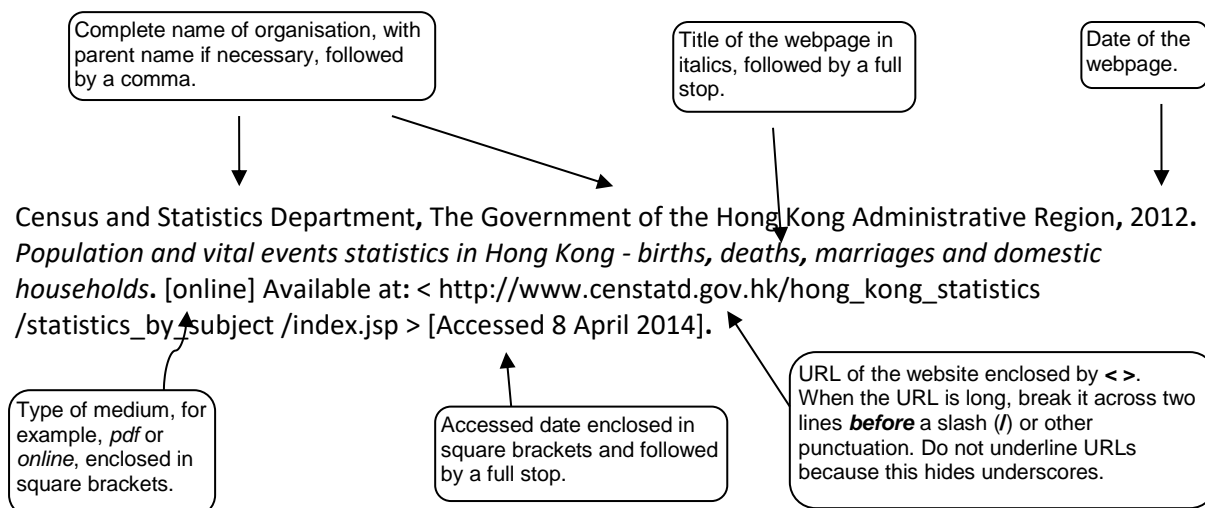 Complete name of organisation, with
parent name if necessary, followed
by a comma.
Title of the webpage in
italics, followed by a full
stop.
Date of the
webpage.
Census and Statistics Department, The Government of the Hong Kong Administrative Region, 2012.
Population and vital events statistics in Hong Kong - births, deaths, marriages and domestic
households. [online] Available at: < http://www.censtatd.gov.hk/hong_kong_statistics
/statistics_by_subject /index.jsp > [Accessed 8 April 2014].
Type of medium, for
example, pdf or
online, enclosed in
square brackets.
Accessed date enclosed in
square brackets and followed
by a full stop.
URL of the website enclosed by < >.
When the URL is long, break it across two
lines before a slash (/) or other
punctuation. Do not underline URLs
because this hides underscores.